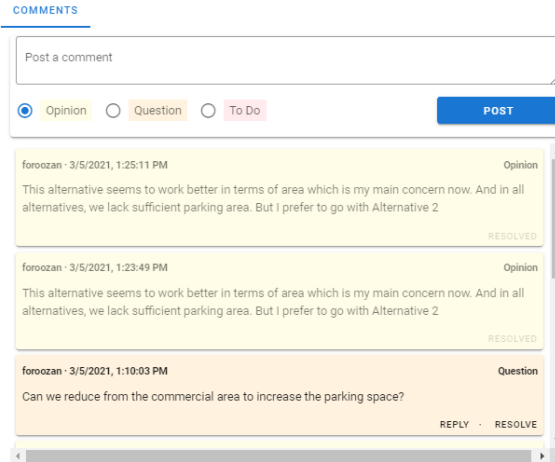 COMMENTS
Post a comment
Opinion Question To Do POST
foroozan · 3/5/2021, 1:25:11 PM Opinion
This alternative seems to work better in terms of area which is my main concern now. And in all
alternatives, we lack sufficient parking area. But I prefer to go with Alternative 2
RESOLVED
foroozan · 3/5/2021, 1:23:49 PM Opinion
This alternative seems to work better in terms of area which is my main concern now. And in all
alternatives, we lack sufficient parking area. But I prefer to go with Alternative 2
RESOLVED
foroozan · 3/5/2021, 1:10:03 PM Question
Can we reduce from the commercial area to increase the parking space?
REPLY · RESOLVE